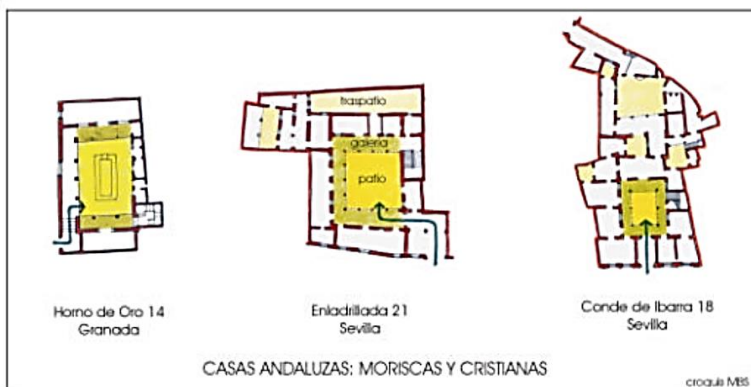 traspatio
galería
patio
Horno de Oro 14
Granada
Enladrillada 21
Sevilla
Conde de Ibarra 18
Sevilla
CASAS ANDALUZAS: MORISCAS Y CRISTIANAS
croquis MBS